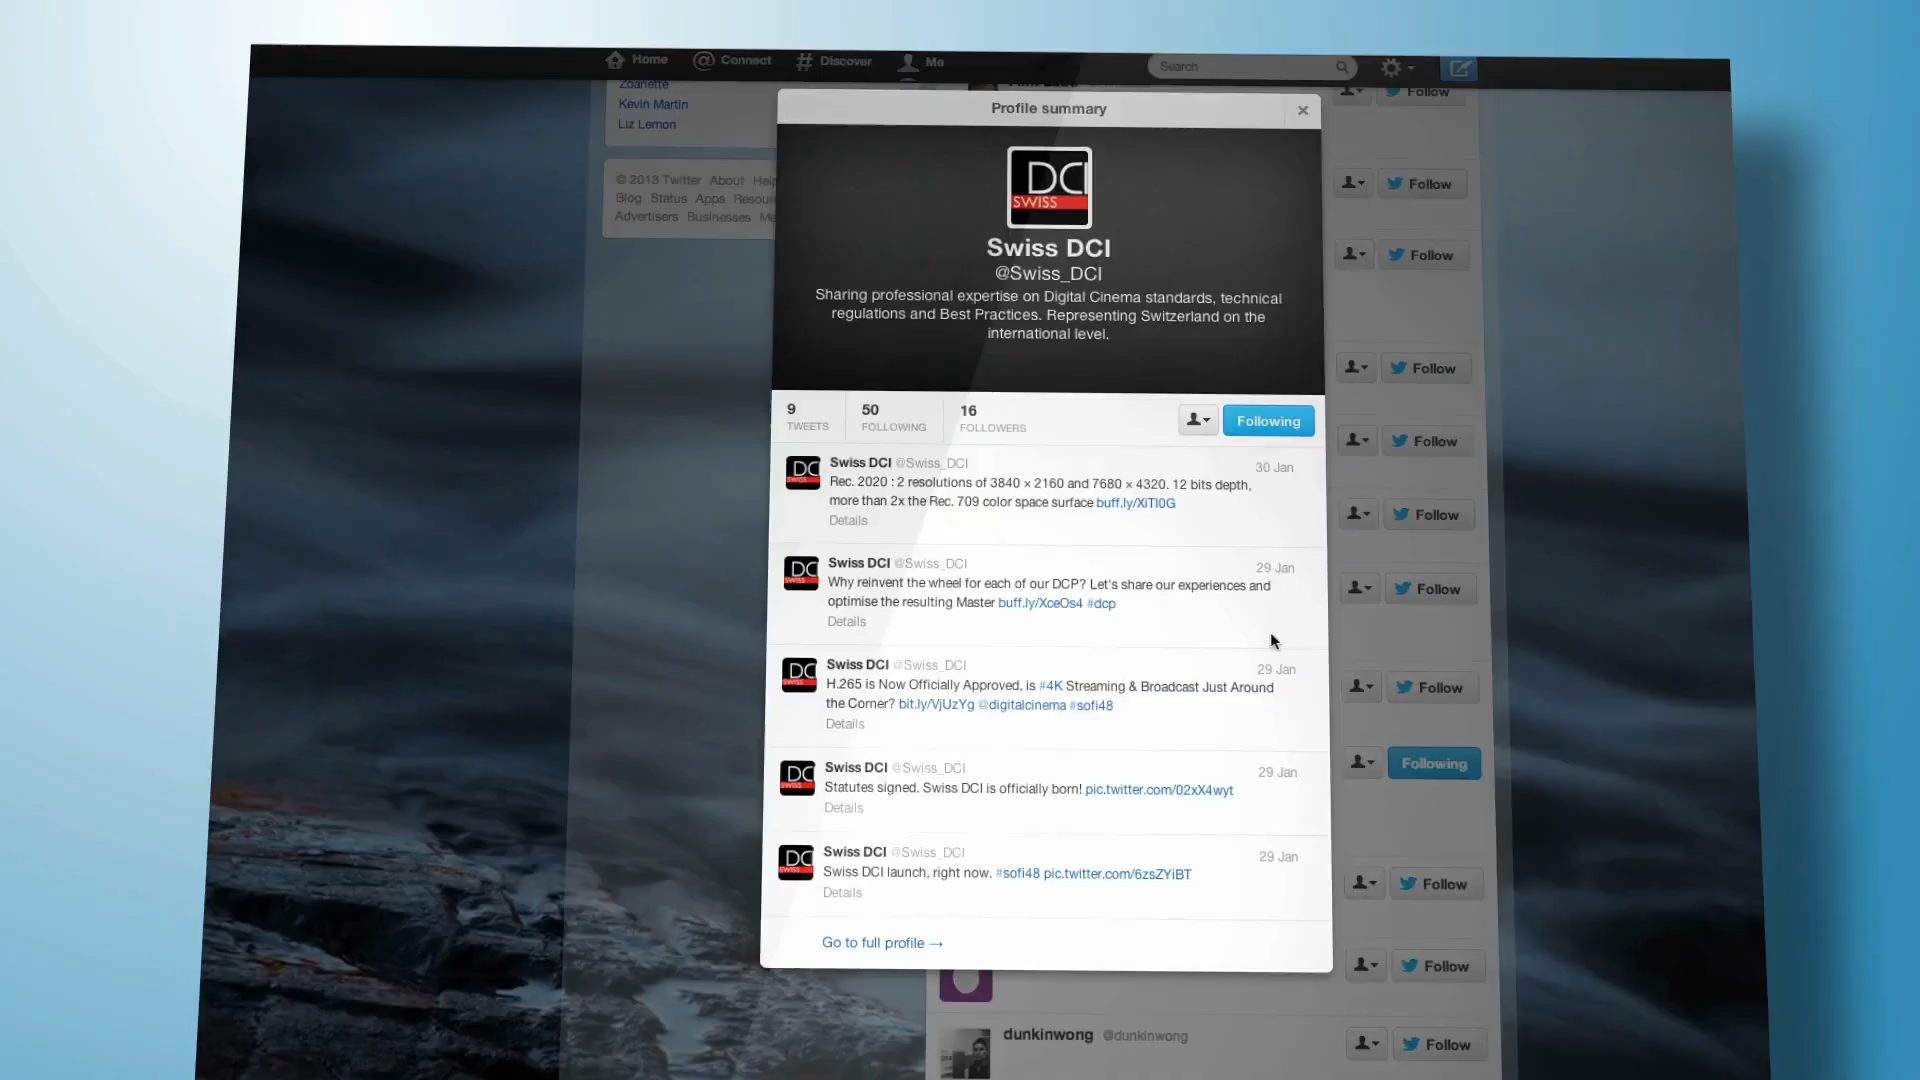 Home
Connect
Discover
Me
Search
Zoanette
Kevin Martin
Liz Lemon
© 2013 Twitter About Help
Blog Status Apps
Advertisers Businesses
Profile summary
DCI
SWISS
Swiss DCI
@Swiss_DCI
Sharing professional expertise on Digital Cinema standards, technical
regulations and Best Practices. Representing Switzerland on the
international level.
9
TWEETS
50
FOLLOWING
16
FOLLOWERS
Following
Swiss DCI @Swiss_DCI
30 Jan
Rec. 2020 : 2 resolutions of 3840 × 2160 and 7680 × 4320. 12 bits depth,
more than 2x the Rec. 709 color space surface buff.ly/XiTI0G
Details
Swiss DCI @Swiss_DCI
29 Jan
Why reinvent the wheel for each of our DCP? Let's share our experiences and
optimise the resulting Master buff.ly/XceOs4 #dcp
Details
Swiss DCI @Swiss_DCI
29 Jan
H.265 is Now Officially Approved, is #4K Streaming & Broadcast Just Around
the Corner? bit.ly/VjUzYg @digitalcinema #sofi48
Details
Swiss DCI @Swiss_DCI
29 Jan
Statutes signed. Swiss DCI is officially born! pic.twitter.com/02xX4wyt
Details
Swiss DCI @Swiss_DCI
29 Jan
Swiss DCI launch, right now. #sofi48 pic.twitter.com/6zsZYiBT
Details
Go to full profile →
Follow
Follow
Follow
Follow
Follow
Follow
Follow
Follow
Following
Follow
Follow
dunkinwong @dunkinwong
Follow